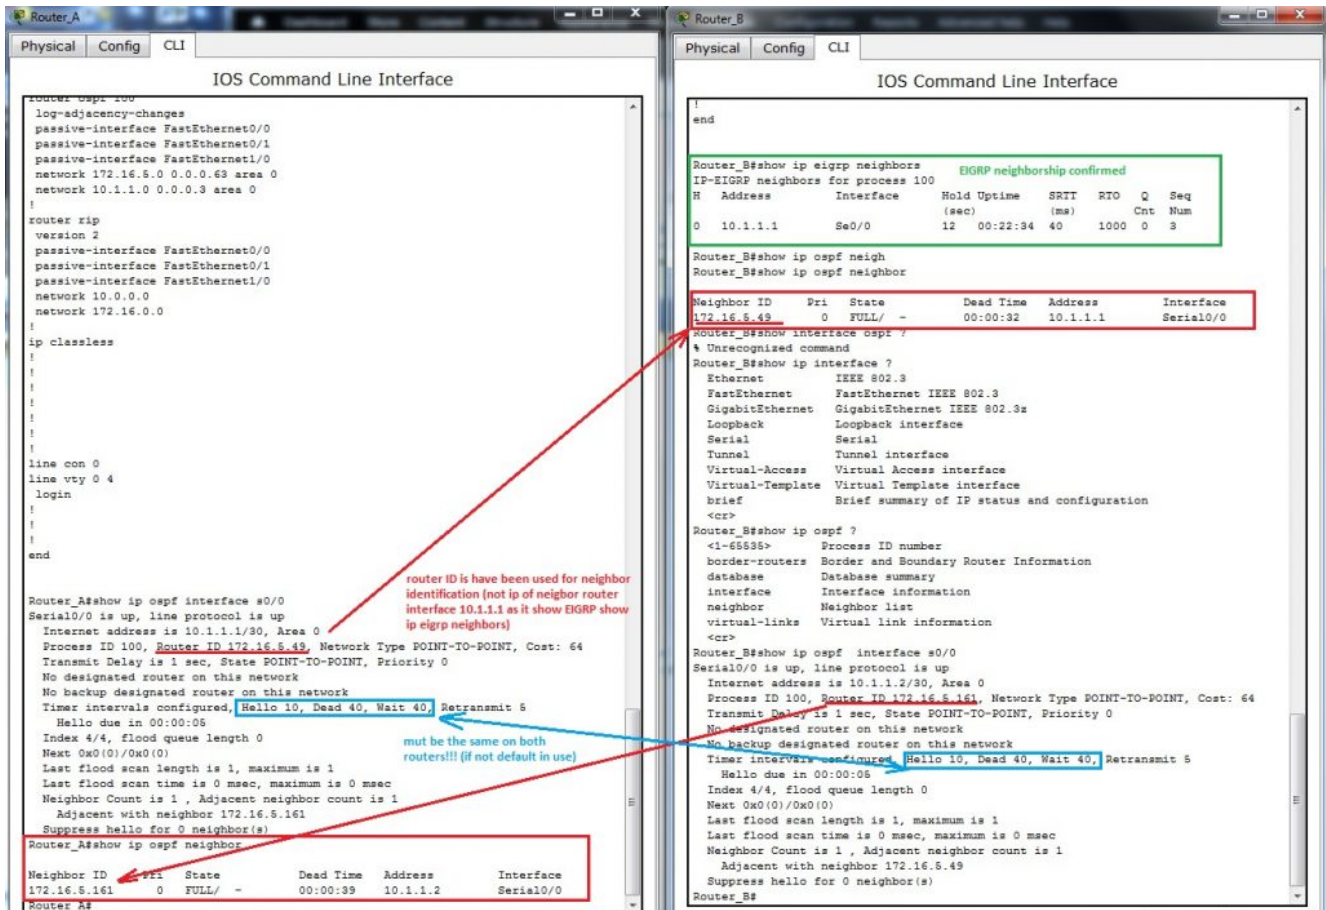 Router_A
Physical Config CLI
IOS Command Line Interface
router ospf 100
log-adjacency-changes
passive-interface FastEthernet0/0
passive-interface FastEthernet0/1
passive-interface FastEthernet1/0
network 172.16.5.0 0.0.0.63 area 0
network 10.1.1.0 0.0.0.3 area 0
!
router rip
version 2
passive-interface FastEthernet0/0
passive-interface FastEthernet0/1
passive-interface FastEthernet1/0
network 10.0.0.0
network 172.16.0.0
!
ip classless
!
!
!
!
!
!
line con 0
line vty 0 4
login
!
!
!
end
router ID is have been used for neighbor
identification (not ip of neigbor router
interface 10.1.1.1 as it show EIGRP show
ip eigrp neighbors)
Router_A#show ip ospf interface s0/0
Serial0/0 is up, line protocol is up
Internet address is 10.1.1.1/30, Area 0
Process ID 100, Router ID 172.16.5.49, Network Type POINT-TO-POINT, Cost: 64
Transmit Delay is 1 sec, State POINT-TO-POINT, Priority 0
No designated router on this network
No backup designated router on this network
Timer intervals configured, Hello 10, Dead 40, Wait 40, Retransmit 5
Hello due in 00:00:05
Index 4/4, flood queue length 0
Next 0x0(0)/0x0(0)
Last flood scan length is 1, maximum is 1
Last flood scan time is 0 msec, maximum is 0 msec
Neighbor Count is 1 , Adjacent neighbor count is 1
Adjacent with neighbor 172.16.5.161
Suppress hello for 0 neighbor(s)
mut be the same on both
routers!!! (if not default in use)
Router_A#show ip ospf neighbor
Neighbor ID Pri State Dead Time Address Interface
172.16.5.161 0 FULL/ - 00:00:39 10.1.1.2 Serial0/0
Router_A#
Router_B
Physical Config CLI
IOS Command Line Interface
!
end
Router_B#show ip eigrp neighbors
EIGRP neighborship confirmed
IP-EIGRP neighbors for process 100
H Address Interface Hold Uptime SRTT RTO Q Seq
(sec) (ms) Cnt Num
0 10.1.1.1 Se0/0 12 00:22:34 40 1000 0 3
Router_B#show ip ospf neigh
Router_B#show ip ospf neighbor
Neighbor ID Pri State Dead Time Address Interface
172.16.5.49 0 FULL/ - 00:00:32 10.1.1.1 Serial0/0
Router_B#show interface ospf ?
% Unrecognized command
Router_B#show ip interface ?
Ethernet IEEE 802.3
FastEthernet FastEthernet IEEE 802.3
GigabitEthernet GigabitEthernet IEEE 802.3z
Loopback Loopback interface
Serial Serial
Tunnel Tunnel interface
Virtual-Access Virtual Access interface
Virtual-Template Virtual Template interface
brief Brief summary of IP status and configuration
<cr>
Router_B#show ip ospf ?
<1-65535> Process ID number
border-routers Border and Boundary Router Information
database Database summary
interface Interface information
neighbor Neighbor list
virtual-links Virtual link information
<cr>
Router_B#show ip ospf interface s0/0
Serial0/0 is up, line protocol is up
Internet address is 10.1.1.2/30, Area 0
Process ID 100, Router ID 172.16.5.161, Network Type POINT-TO-POINT, Cost: 64
Transmit Delay is 1 sec, State POINT-TO-POINT, Priority 0
No designated router on this network
No backup designated router on this network
Timer intervals configured, Hello 10, Dead 40, Wait 40, Retransmit 5
Hello due in 00:00:05
Index 4/4, flood queue length 0
Next 0x0(0)/0x0(0)
Last flood scan length is 1, maximum is 1
Last flood scan time is 0 msec, maximum is 0 msec
Neighbor Count is 1 , Adjacent neighbor count is 1
Adjacent with neighbor 172.16.5.49
Suppress hello for 0 neighbor(s)
Router_B#